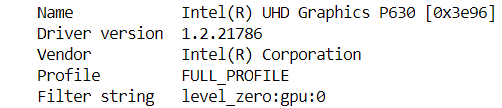 Name Intel(R) UHD Graphics P630 [0x3e96]
Driver version 1.2.21786
Vendor Intel(R) Corporation
Profile FULL_PROFILE
Filter string level_zero:gpu:0